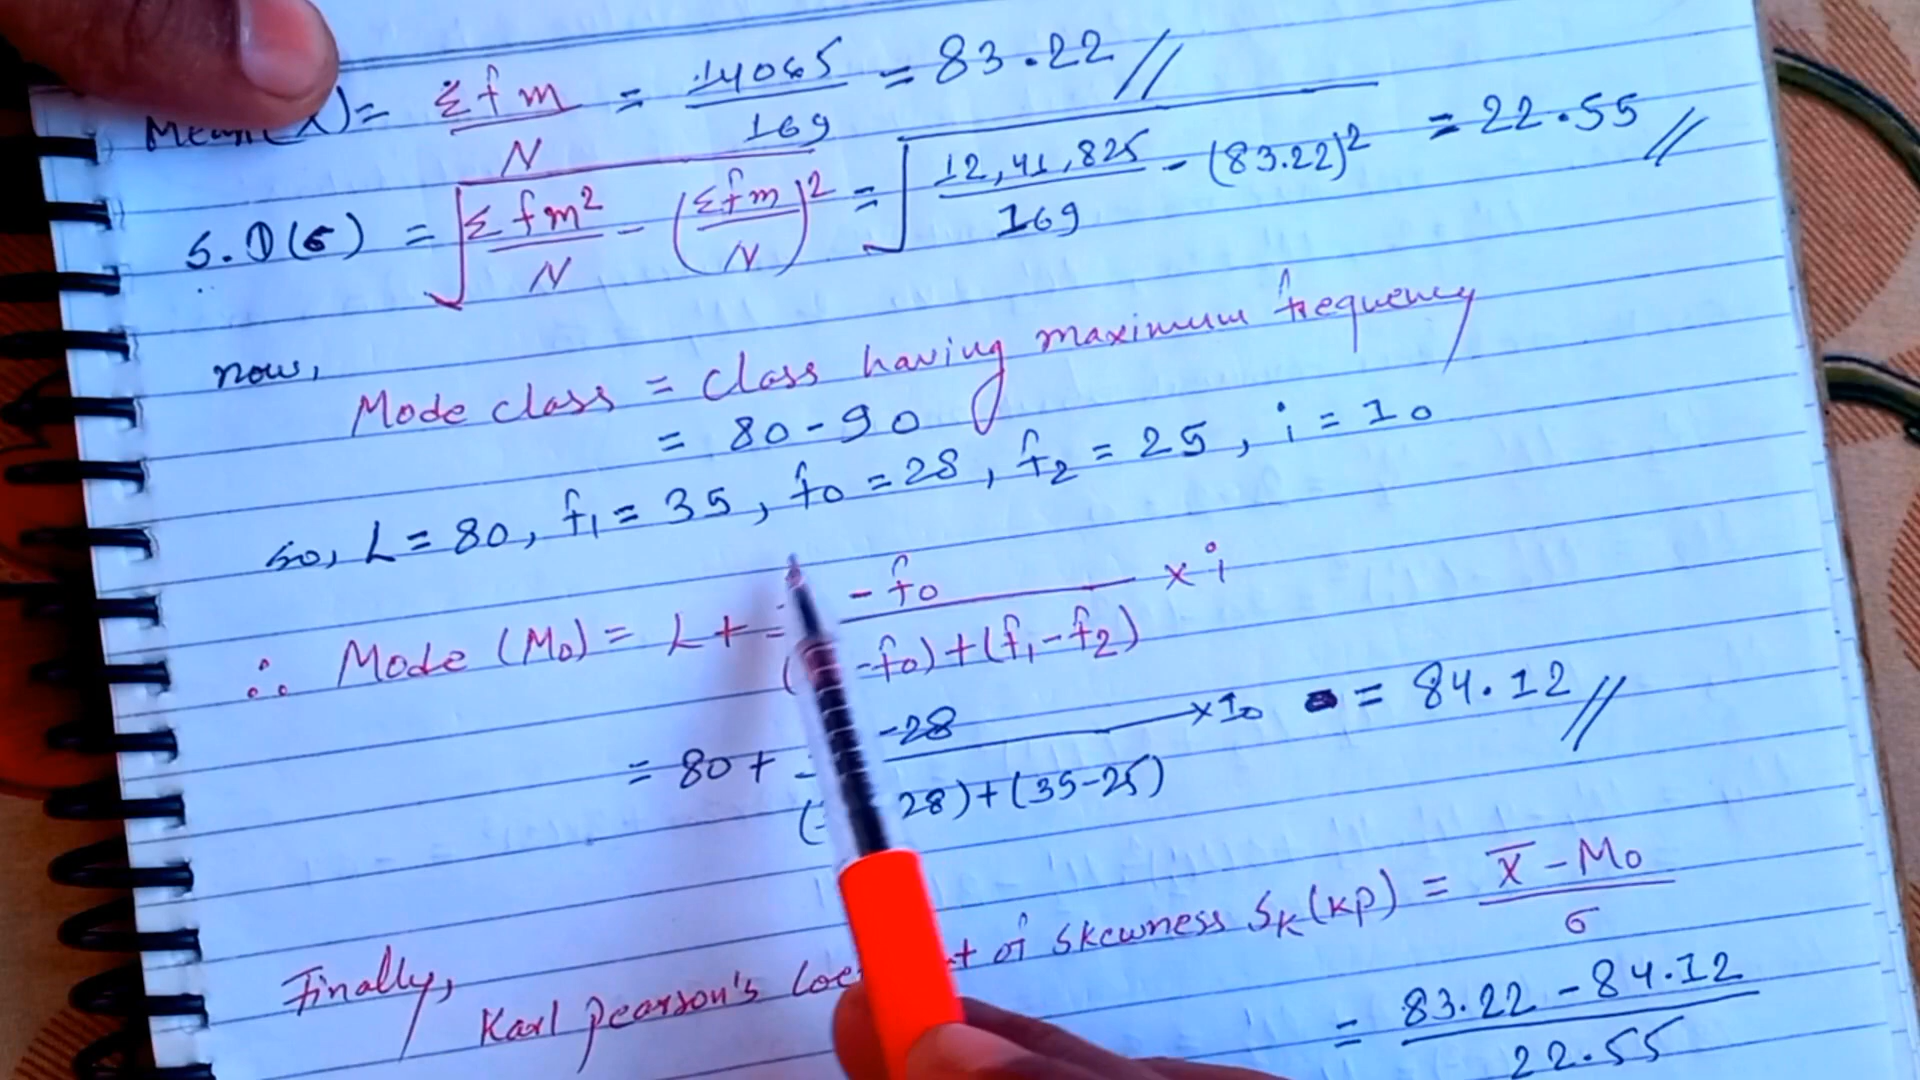 Mean(X̄) = Σfm/N = 14065/169 = 83.22 //
S.D(σ) = √(Σfm²/N - (Σfm/N)²) = √(12,41,825/169 - (83.22)²) = 22.55 //
now,
Mode class = class having maximum frequency
= 80-90
so, L = 80, f₁ = 35, f₀ = 28, f₂ = 25, i = 10
∴ Mode (M₀) = L + - f₀ / ( -f₀)+(f₁-f₂) × i
= 80 + -28 / ( 28)+(35-25) ×10 = 84.12 //
Finally,
Karl Pearson's Coe t of skewness Sₖ(KP) = X̄ - M₀ / σ
= 83.22 - 84.12 / 22.55